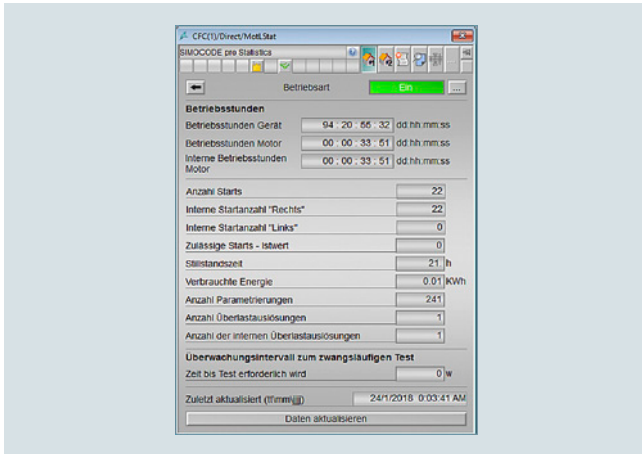 CFC(1)/Direct/MotLStat
SIMOCODE pro Statistics
Betriebsart
Ein
...
Betriebsstunden
Betriebsstunden Gerät 94 : 20 : 56 : 32 dd:hh:mm:ss
Betriebsstunden Motor 00 : 00 : 33 : 51 dd:hh:mm:ss
Interne Betriebsstunden
Motor 00 : 00 : 33 : 51 dd:hh:mm:ss
Anzahl Starts 22
Interne Startanzahl "Rechts" 22
Interne Startanzahl "Links" 0
Zulässige Starts - Istwert 0
Stillstandszeit 21 h
Verbrauchte Energie 0.01 KWh
Anzahl Parametrierungen 241
Anzahl Überlastauslösungen 1
Anzahl der internen Überlastauslösungen 1
Überwachungsintervall zum zwangsläufigen Test
Zeit bis Test erforderlich wird 0 w
Zuletzt aktualisiert 24/1/2018 0:03:41 AM
Daten aktualisieren